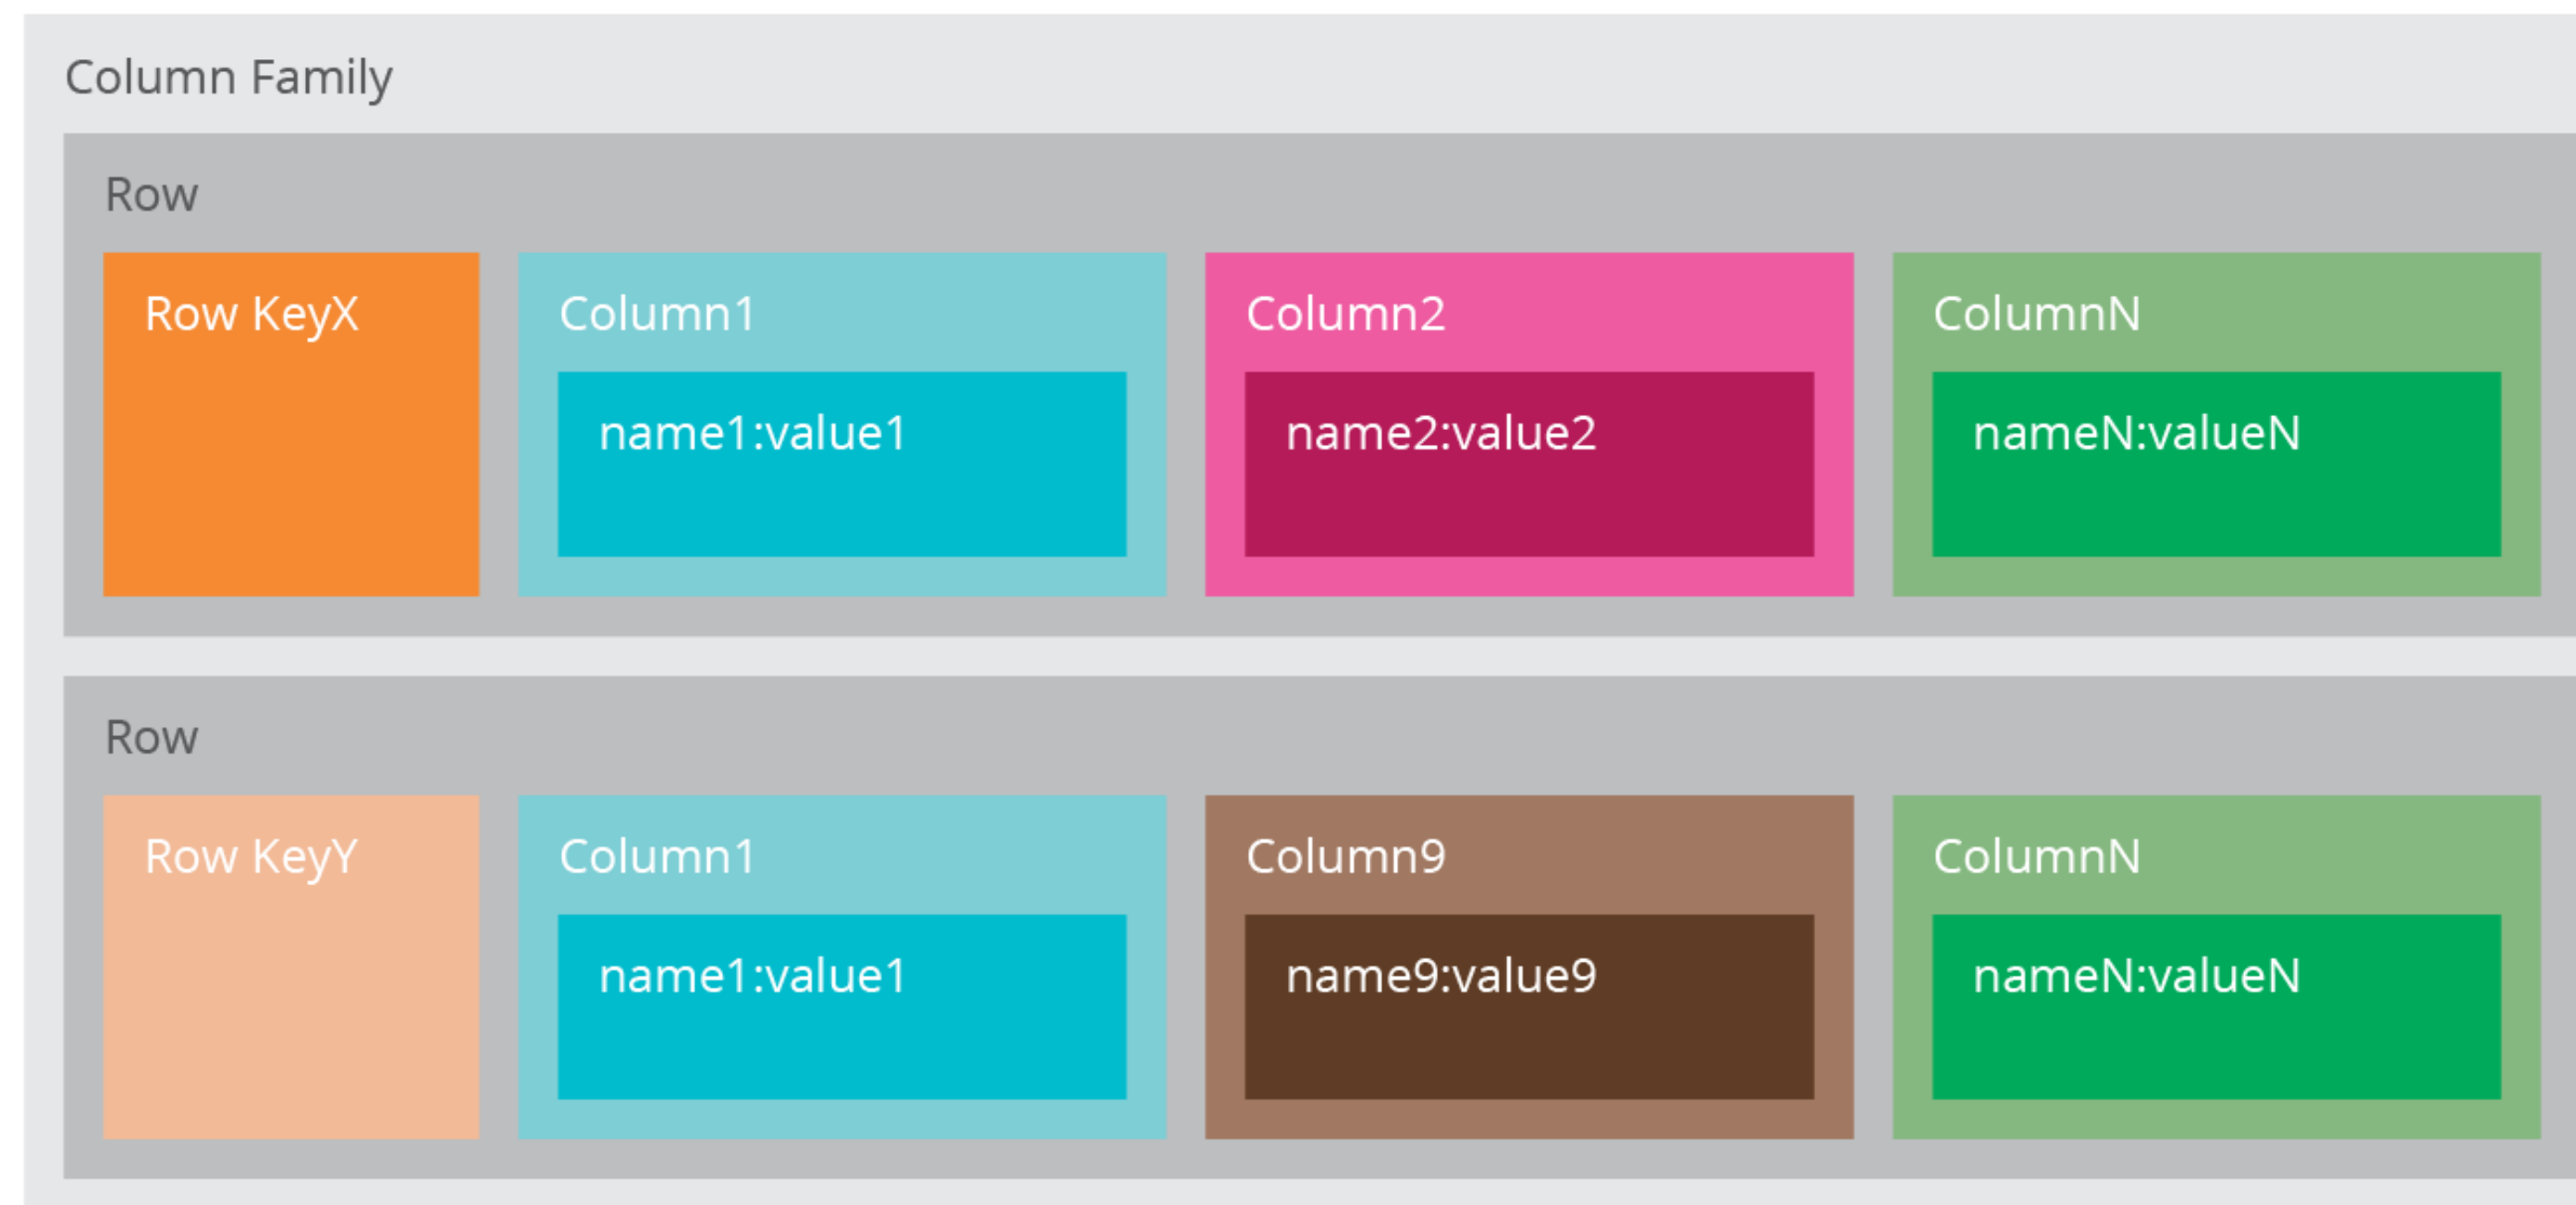 Column Family
Row
Row KeyX
Column1
name1:value1
Column2
name2:value2
ColumnN
nameN:valueN
Row
Row KeyY
Column1
name1:value1
Column9
name9:value9
ColumnN
nameN:valueN